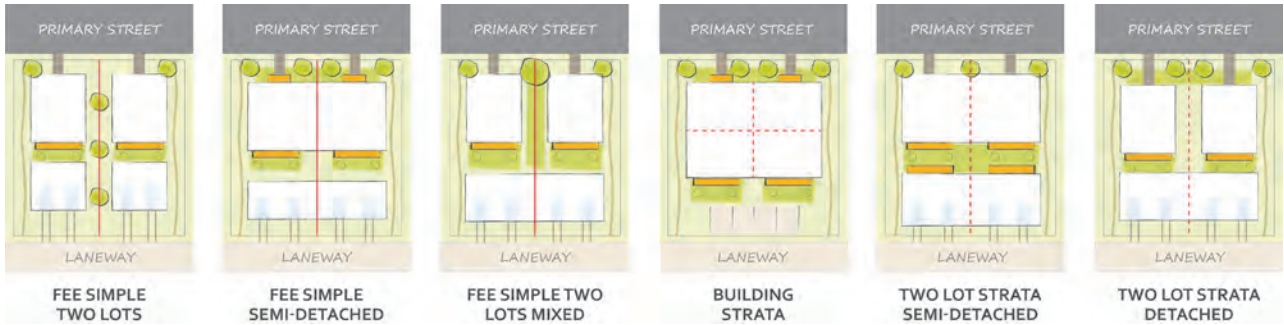 PRIMARY STREET
LANEWAY
FEE SIMPLE
TWO LOTS
PRIMARY STREET
LANEWAY
FEE SIMPLE
SEMI-DETACHED
PRIMARY STREET
LANEWAY
FEE SIMPLE TWO
LOTS MIXED
PRIMARY STREET
LANEWAY
BUILDING
STRATA
PRIMARY STREET
LANEWAY
TWO LOT STRATA
SEMI-DETACHED
PRIMARY STREET
LANEWAY
TWO LOT STRATA
DETACHED